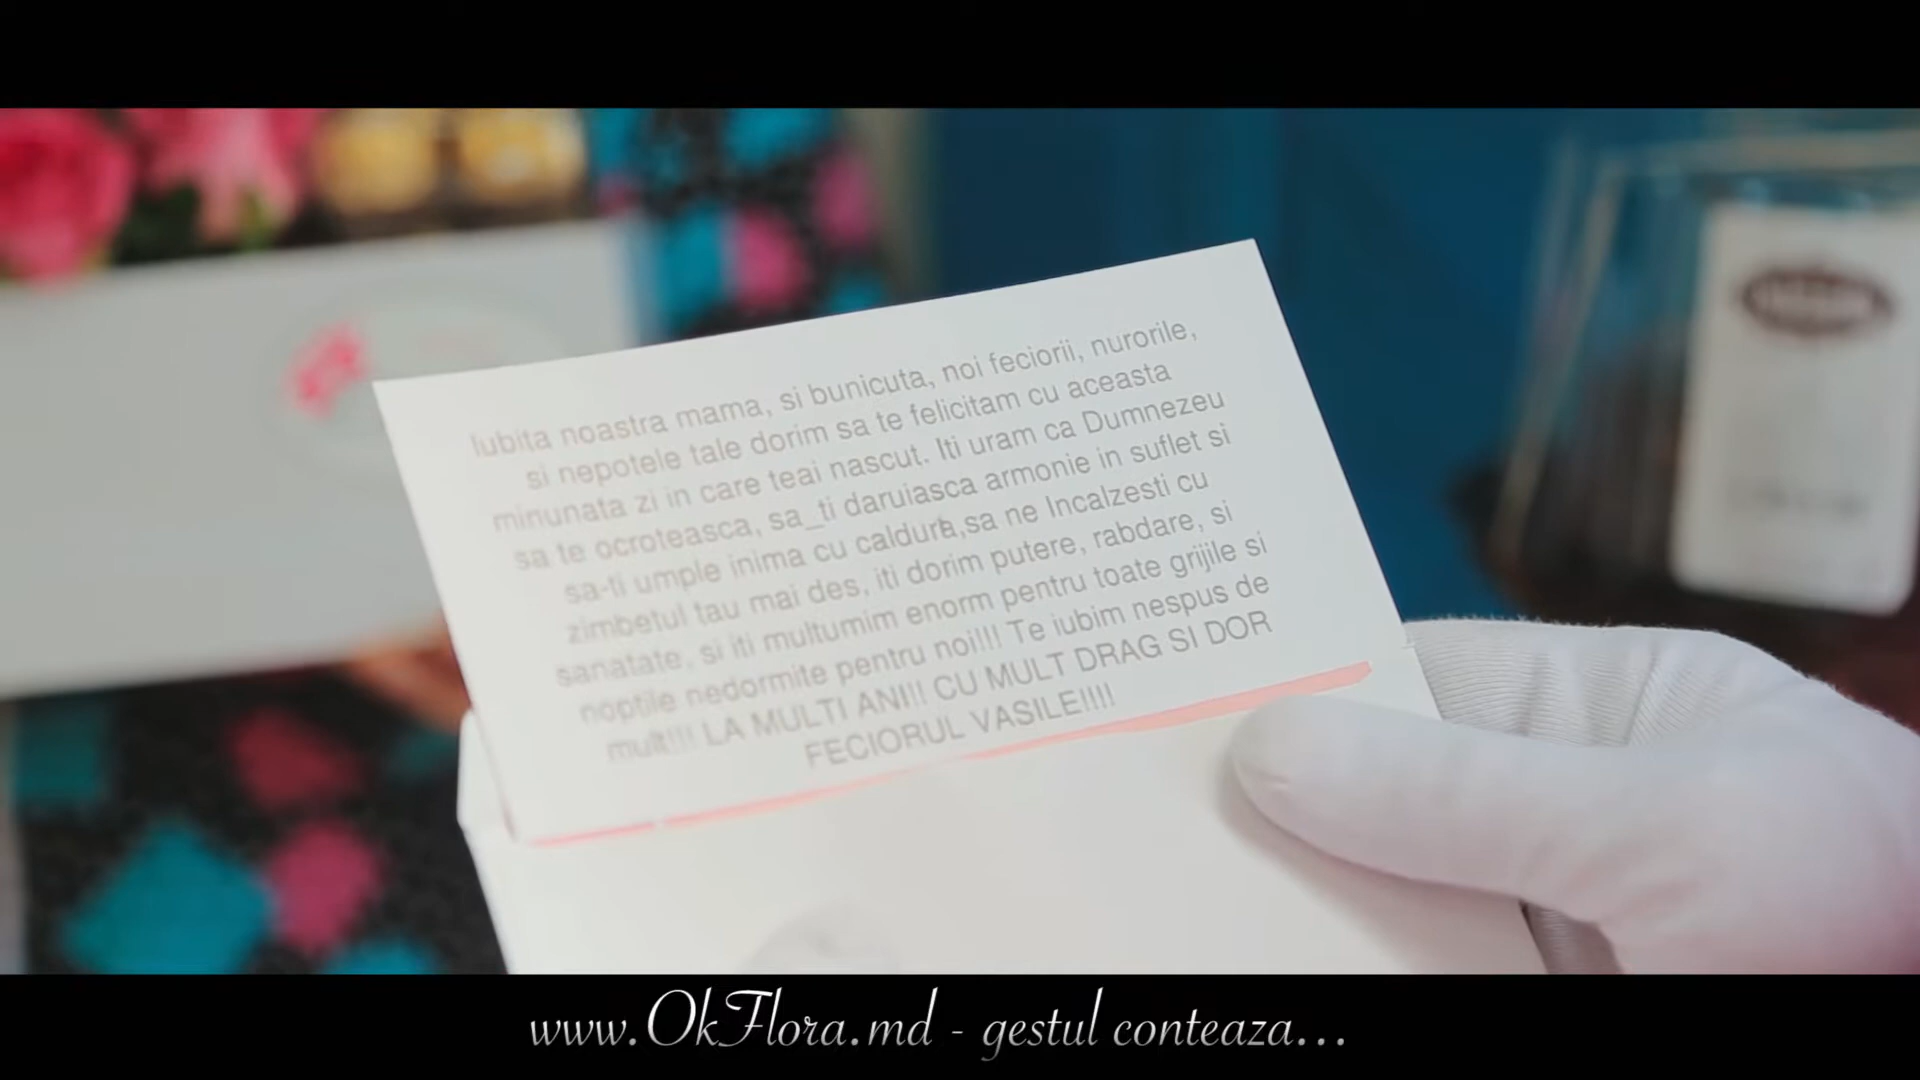 Iubita noastra mama, si bunicuta, noi feciorii, nurorile,
si nepotele tale dorim sa te felicitam cu aceasta
minunata zi in care teai nascut. Iti uram ca Dumnezeu
sa te ocroteasca, sa_ti daruiasca armonie in suflet si
sa-ti umple inima cu caldura,sa ne Incalzesti cu
zimbetul tau mai des, iti dorim putere, rabdare, si
sanatate, si iti multumim enorm pentru toate grijile si
noptile nedormite pentru noi!!! Te iubim nespus de
mult!!! LA MULTI ANI!! CU MULT DRAG SI DOR
FECIORUL VASILE!!!!
www.OkFlora.md - gestul conteaza...